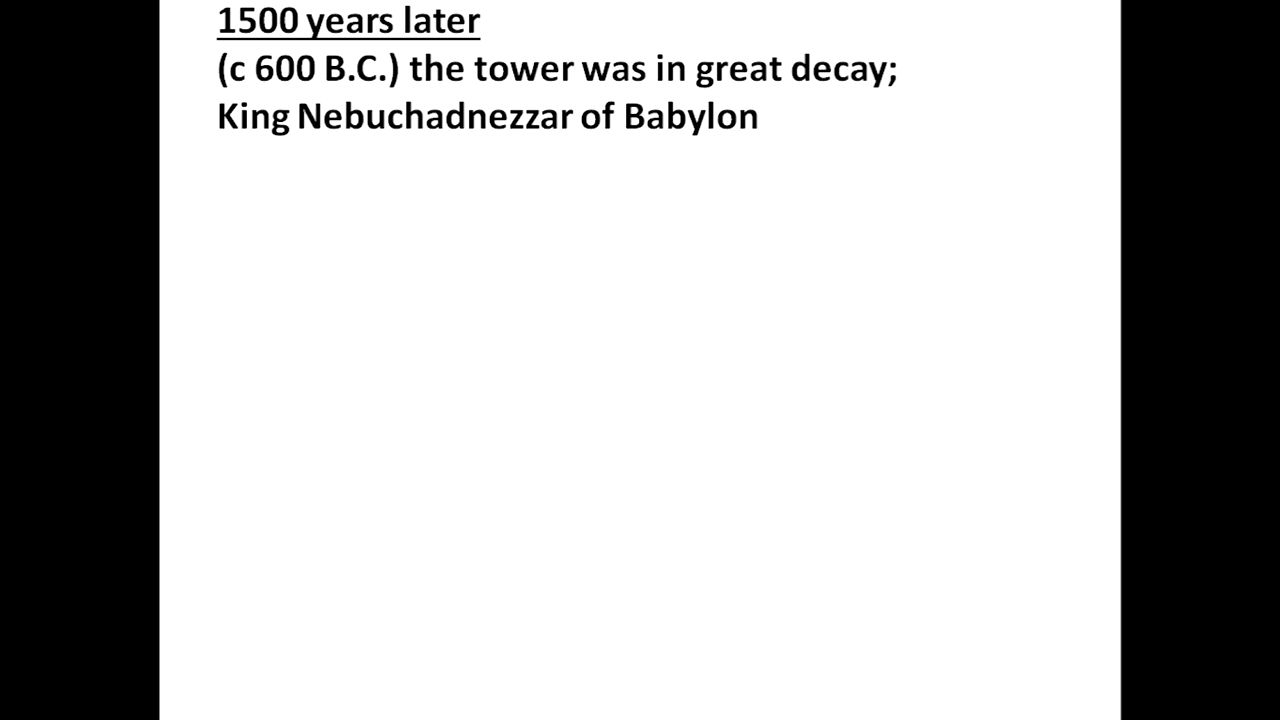 1500 years later
(c 600 B.C.) the tower was in great decay;
King Nebuchadnezzar of Babylon